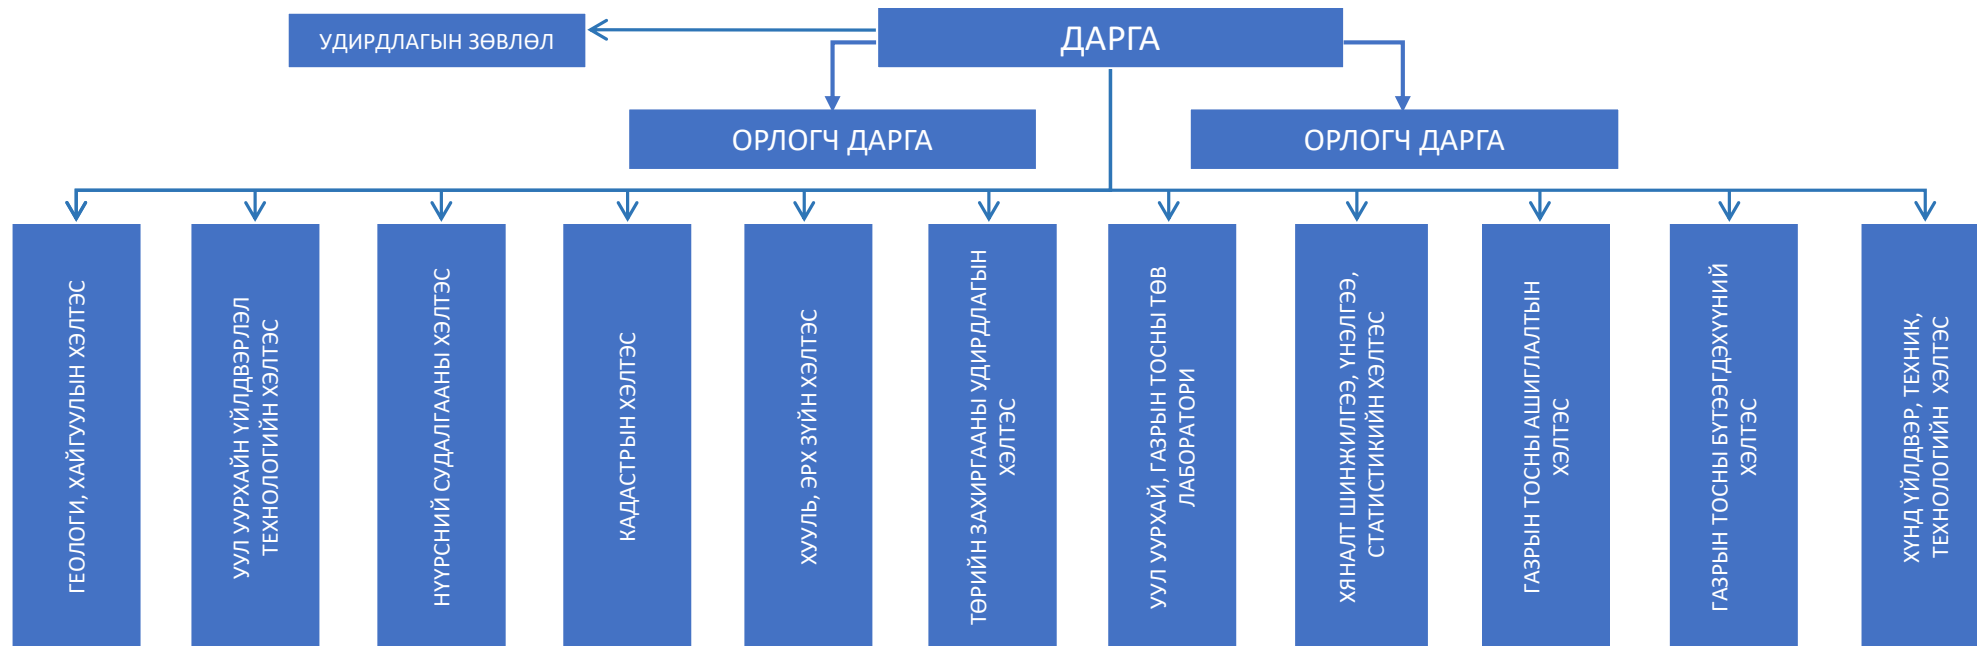 УДИРДЛАГЫН ЗӨВЛӨЛ
ДАРГА
ОРЛОГЧ ДАРГА
ОРЛОГЧ ДАРГА
ГЕОЛОГИ, ХАЙГУУЛЫН ХЭЛТЭС
УУЛ УУРХАЙН ҮЙЛДВЭРЛЭЛ
ТЕХНОЛОГИЙН ХЭЛТЭС
НҮҮРСНИЙ СУДАЛГААНЫ ХЭЛТЭС
КАДАСТРЫН ХЭЛТЭС
ХУУЛЬ, ЭРХ ЗҮЙН ХЭЛТЭС
ТӨРИЙН ЗАХИРГААНЫ УДИРДЛАГЫН
ХЭЛТЭС
УУЛ УУРХАЙ, ГАЗРЫН ТОСНЫ ТӨВ
ЛАБОРАТОРИ
ХЯНАЛТ ШИНЖИЛГЭЭ, ҮНЭЛГЭЭ,
СТАТИСТИКИЙН ХЭЛТЭС
ГАЗРЫН ТОСНЫ АШИГЛАЛТЫН
ХЭЛТЭС
ГАЗРЫН ТОСНЫ БҮТЭЭГДЭХҮҮНИЙ
ХЭЛТЭС
ХҮНД ҮЙЛДВЭР, ТЕХНИК,
ТЕХНОЛОГИЙН ХЭЛТЭС